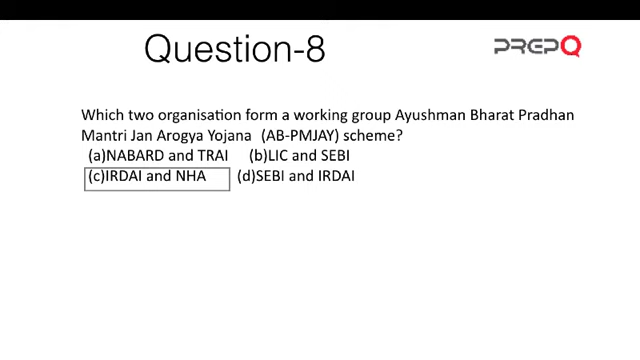 Question-8
PREPQ
Which two organisation form a working group Ayushman Bharat Pradhan
Mantri Jan Arogya Yojana (AB-PMJAY) scheme?
(a)NABARD and TRAI (b)LIC and SEBI
(c)IRDAI and NHA (d)SEBI and IRDAI